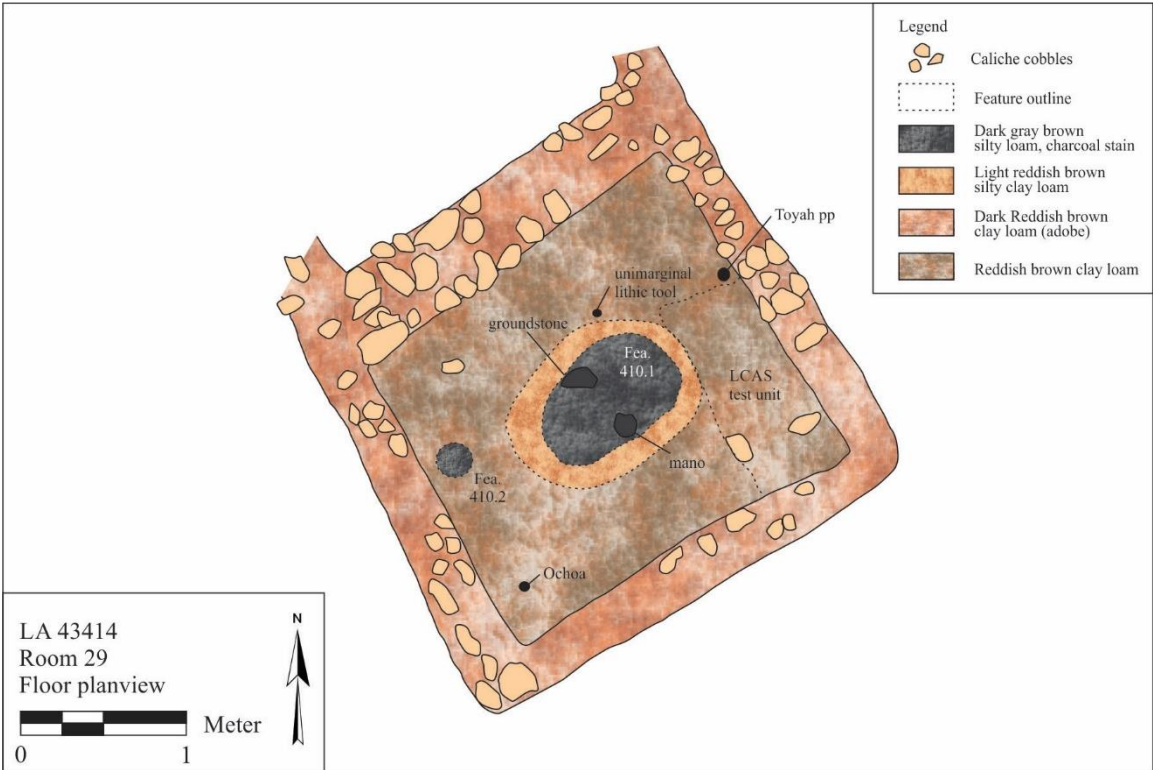 Legend
Caliche cobbles
Feature outline
Dark gray brown
silty loam, charcoal stain
Light reddish brown
silty clay loam
Dark Reddish brown
clay loam (adobe)
Reddish brown clay loam
Toyah pp
unimarginal
lithic tool
groundstone
Fea.
410.1
LCAS
test unit
mano
Fea.
410.2
Ochoa
LA 43414
Room 29
Floor planview
Meter
0 1
N